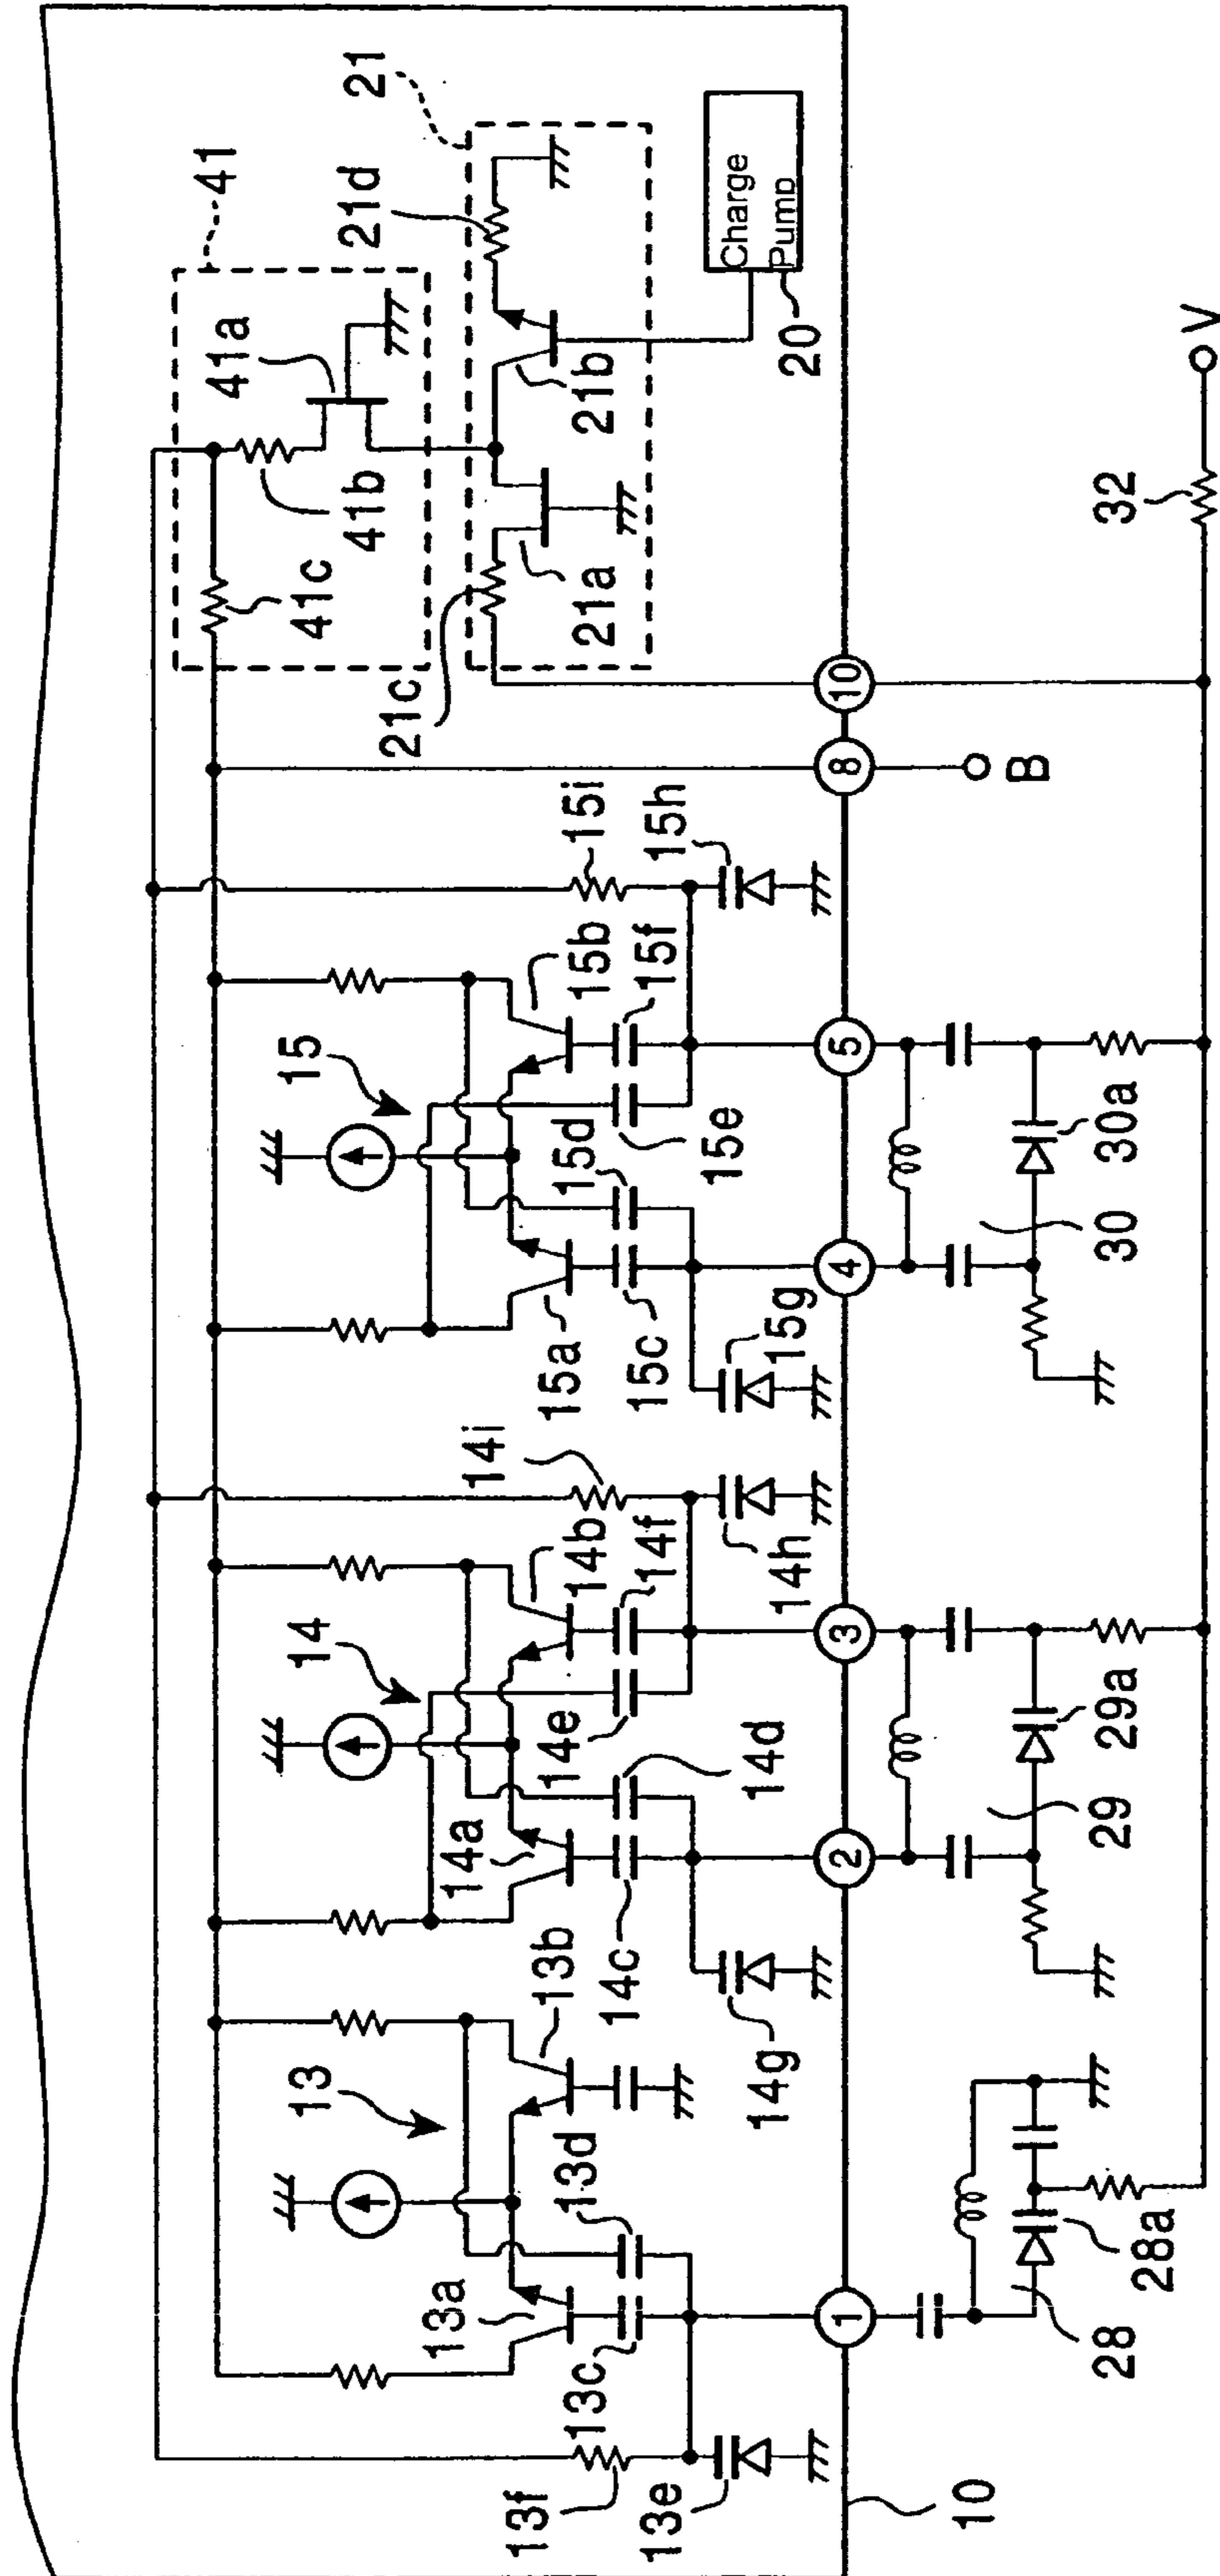 41
21
41a
21d
41b
41c
Charge
Pump
20
21b
21a
21c
15
15i
15h
15b
15f
15d
15e
15a
15c
15g
14
14i
14b
14f
14h
14e
14d
14a
14c
14g
13
13b
13d
13a
13c
13f
13e
10
8
B
5
4
3
2
1
10
V
32
30a
30
29a
29
28a
28